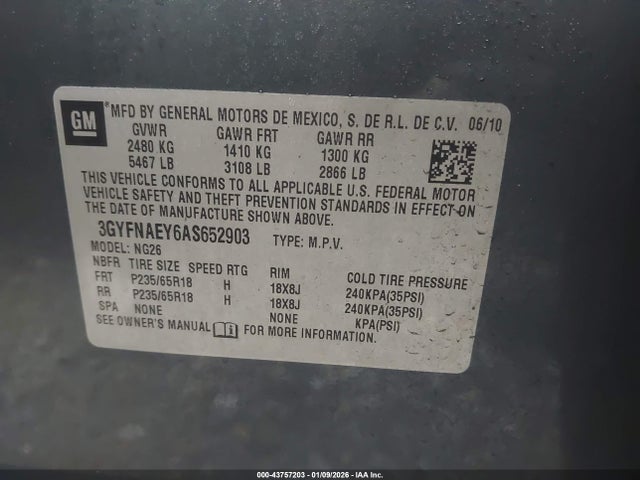 GM
® MFD BY GENERAL MOTORS DE MEXICO, S. DE R.L. DE C.V. 06/10
GVWR GAWR FRT GAWR RR
2480 KG 1410 KG 1300 KG
5467 LB 3108 LB 2866 LB
THIS VEHICLE CONFORMS TO ALL APPLICABLE U.S. FEDERAL MOTOR
VEHICLE SAFETY AND THEFT PREVENTION STANDARDS IN EFFECT ON
THE DATE OF MANUFACTURE SHOWN ABOVE.
3GYFNAEY6AS652903 TYPE: M.P.V.
MODEL: NG26
NBFR TIRE SIZE SPEED RTG RIM COLD TIRE PRESSURE
FRT P235/65R18 H 18X8J 240KPA(35PSI)
RR P235/65R18 H 18X8J 240KPA(35PSI)
SPA NONE NONE KPA(PSI)
SEE OWNER'S MANUAL FOR MORE INFORMATION.
000-43757203 - 01/09/2026 - IAA Inc.